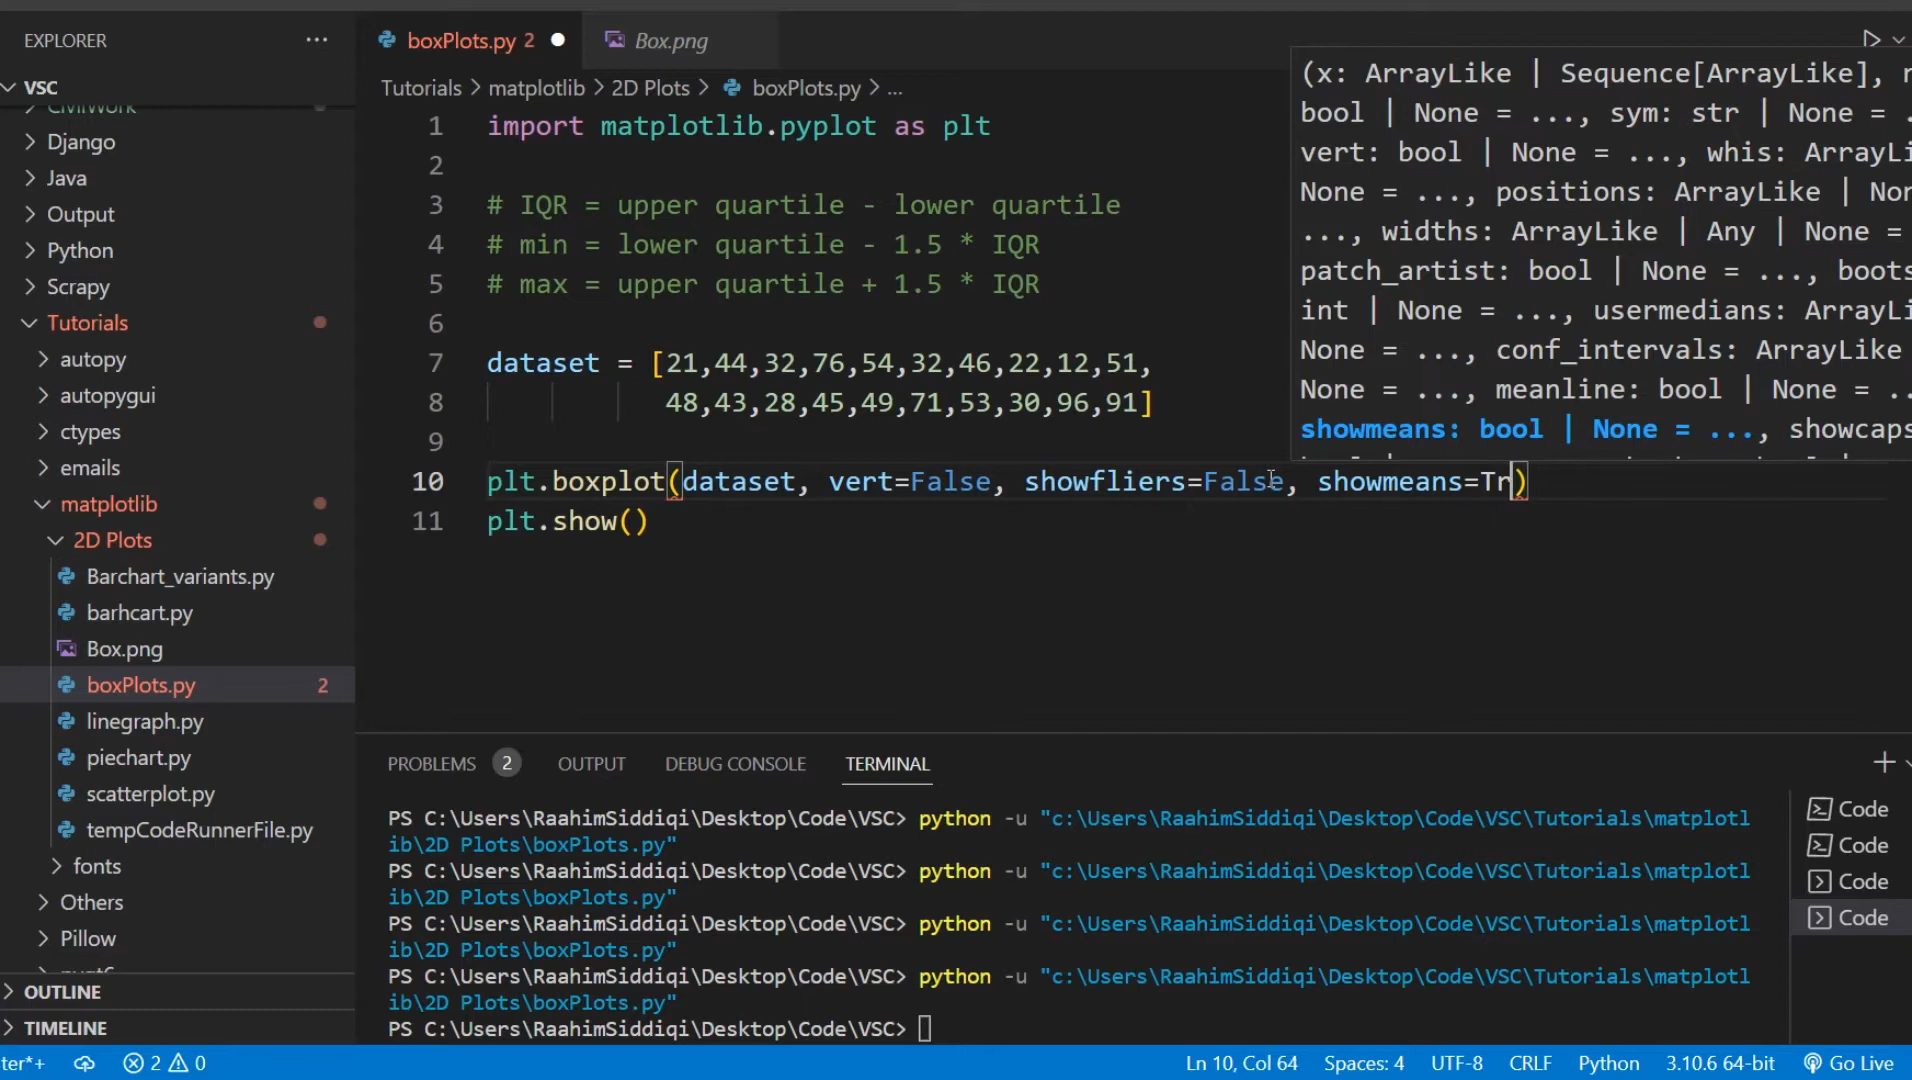 EXPLORER
VSC
CivilWork
Django
Java
Output
Python
Scrapy
Tutorials
autopy
autopygui
ctypes
emails
matplotlib
2D Plots
Barchart_variants.py
barhcart.py
Box.png
boxPlots.py 2
linegraph.py
piechart.py
scatterplot.py
tempCodeRunnerFile.py
fonts
Others
Pillow
OUTLINE
TIMELINE
boxPlots.py 2
Box.png
Tutorials > matplotlib > 2D Plots > boxPlots.py > ...
1 import matplotlib.pyplot as plt
2
3 # IQR = upper quartile - lower quartile
4 # min = lower quartile - 1.5 * IQR
5 # max = upper quartile + 1.5 * IQR
6
7 dataset = [21,44,32,76,54,32,46,22,12,51,
8 48,43,28,45,49,71,53,30,96,91]
9
10 plt.boxplot(dataset, vert=False, showfliers=False, showmeans=Tr)
11 plt.show()
(x: ArrayLike | Sequence[ArrayLike], 
bool | None = ..., sym: str | None = .
vert: bool | None = ..., whis: ArrayLi
None = ..., positions: ArrayLike | Non
..., widths: ArrayLike | Any | None =
patch_artist: bool | None = ..., boots
int | None = ..., usermedians: ArrayLi
None = ..., conf_intervals: ArrayLike
None = ..., meanline: bool | None = ..
showmeans: bool | None = ..., showcaps
PROBLEMS 2 OUTPUT DEBUG CONSOLE TERMINAL
PS C:\Users\RaahimSiddiqi\Desktop\Code\VSC> python -u "c:\Users\RaahimSiddiqi\Desktop\Code\VSC\Tutorials\matplotl
ib\2D Plots\boxPlots.py"
PS C:\Users\RaahimSiddiqi\Desktop\Code\VSC> python -u "c:\Users\RaahimSiddiqi\Desktop\Code\VSC\Tutorials\matplotl
ib\2D Plots\boxPlots.py"
PS C:\Users\RaahimSiddiqi\Desktop\Code\VSC> python -u "c:\Users\RaahimSiddiqi\Desktop\Code\VSC\Tutorials\matplotl
ib\2D Plots\boxPlots.py"
PS C:\Users\RaahimSiddiqi\Desktop\Code\VSC> python -u "c:\Users\RaahimSiddiqi\Desktop\Code\VSC\Tutorials\matplotl
ib\2D Plots\boxPlots.py"
PS C:\Users\RaahimSiddiqi\Desktop\Code\VSC>
Code
Code
Code
Code
ter*+ 2 0 Ln 10, Col 64 Spaces: 4 UTF-8 CRLF Python 3.10.6 64-bit Go Live